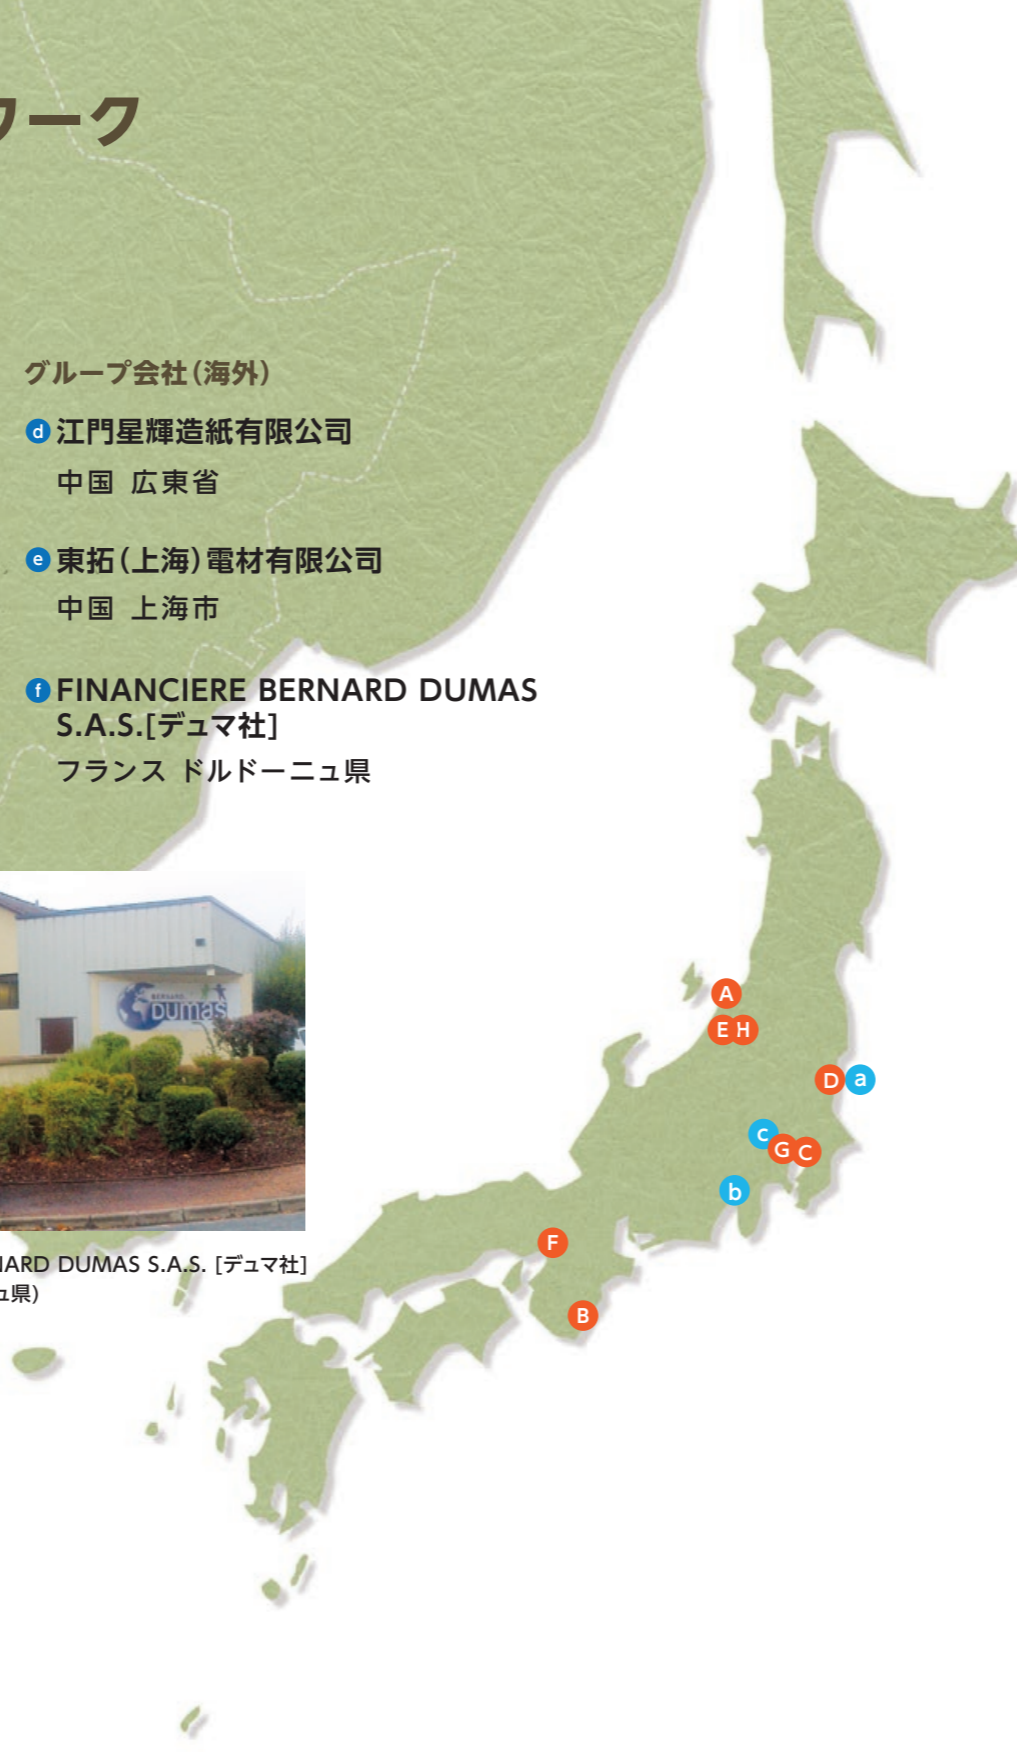 ワーク
グループ会社(海外)
d 江門星輝造紙有限公司
中国 広東省
e 東拓(上海)電材有限公司
中国 上海市
f FINANCIERE BERNARD DUMAS
S.A.S.[デュマ社]
フランス ドルドーニュ県
BERNARD
DUMAS
NARD DUMAS S.A.S. [デュマ社]
ュ県)
A
E H
D a
c G C
b
F
B